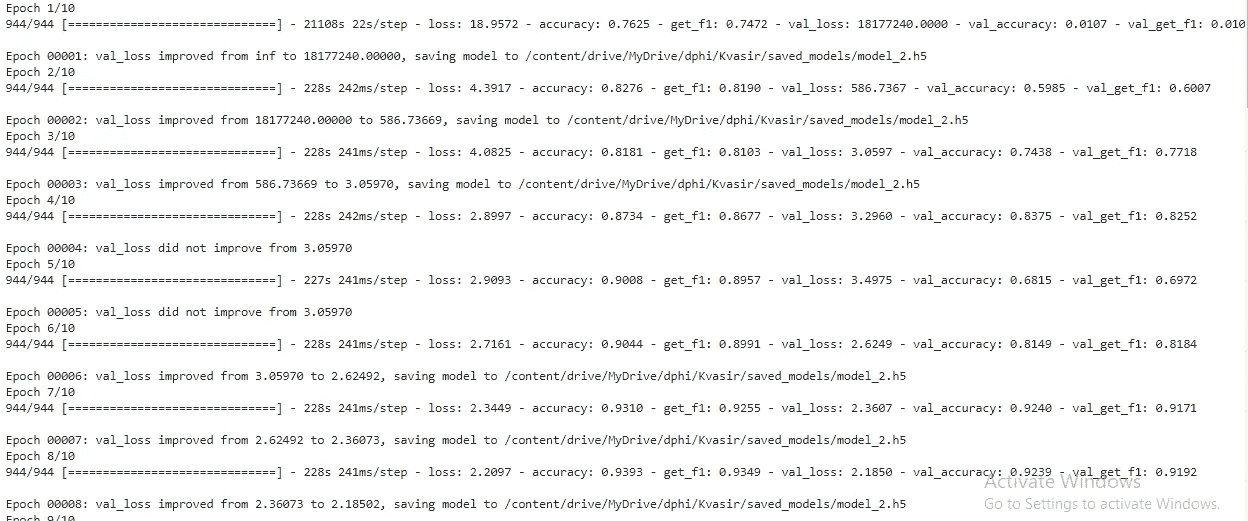 Epoch 1/10
944/944 [==============================] - 21108s 22s/step - loss: 18.9572 - accuracy: 0.7625 - get_f1: 0.7472 - val_loss: 18177240.0000 - val_accuracy: 0.0107 - val_get_f1: 0.010
Epoch 00001: val_loss improved from inf to 18177240.00000, saving model to /content/drive/MyDrive/dphi/Kvasir/saved_models/model_2.h5
Epoch 2/10
944/944 [==============================] - 228s 242ms/step - loss: 4.3917 - accuracy: 0.8276 - get_f1: 0.8190 - val_loss: 586.7367 - val_accuracy: 0.5985 - val_get_f1: 0.6007
Epoch 00002: val_loss improved from 18177240.00000 to 586.73669, saving model to /content/drive/MyDrive/dphi/Kvasir/saved_models/model_2.h5
Epoch 3/10
944/944 [==============================] - 228s 241ms/step - loss: 4.0825 - accuracy: 0.8181 - get_f1: 0.8103 - val_loss: 3.0597 - val_accuracy: 0.7438 - val_get_f1: 0.7718
Epoch 00003: val_loss improved from 586.73669 to 3.05970, saving model to /content/drive/MyDrive/dphi/Kvasir/saved_models/model_2.h5
Epoch 4/10
944/944 [==============================] - 228s 242ms/step - loss: 2.8997 - accuracy: 0.8734 - get_f1: 0.8677 - val_loss: 3.2960 - val_accuracy: 0.8375 - val_get_f1: 0.8252
Epoch 00004: val_loss did not improve from 3.05970
Epoch 5/10
944/944 [==============================] - 227s 241ms/step - loss: 2.9093 - accuracy: 0.9008 - get_f1: 0.8957 - val_loss: 3.4975 - val_accuracy: 0.6815 - val_get_f1: 0.6972
Epoch 00005: val_loss did not improve from 3.05970
Epoch 6/10
944/944 [==============================] - 228s 241ms/step - loss: 2.7161 - accuracy: 0.9044 - get_f1: 0.8991 - val_loss: 2.6249 - val_accuracy: 0.8149 - val_get_f1: 0.8184
Epoch 00006: val_loss improved from 3.05970 to 2.62492, saving model to /content/drive/MyDrive/dphi/Kvasir/saved_models/model_2.h5
Epoch 7/10
944/944 [==============================] - 228s 241ms/step - loss: 2.3449 - accuracy: 0.9310 - get_f1: 0.9255 - val_loss: 2.3607 - val_accuracy: 0.9240 - val_get_f1: 0.9171
Epoch 00007: val_loss improved from 2.62492 to 2.36073, saving model to /content/drive/MyDrive/dphi/Kvasir/saved_models/model_2.h5
Epoch 8/10
944/944 [==============================] - 228s 241ms/step - loss: 2.2097 - accuracy: 0.9393 - get_f1: 0.9349 - val_loss: 2.1850 - val_accuracy: 0.9239 - val_get_f1: 0.9192
Activate Windows
Epoch 00008: val_loss improved from 2.36073 to 2.18502, saving model to /content/drive/MyDrive/dphi/Kvasir/saved_models/model_2.h5
Go to Settings to activate Windows.
Epoch 9/10